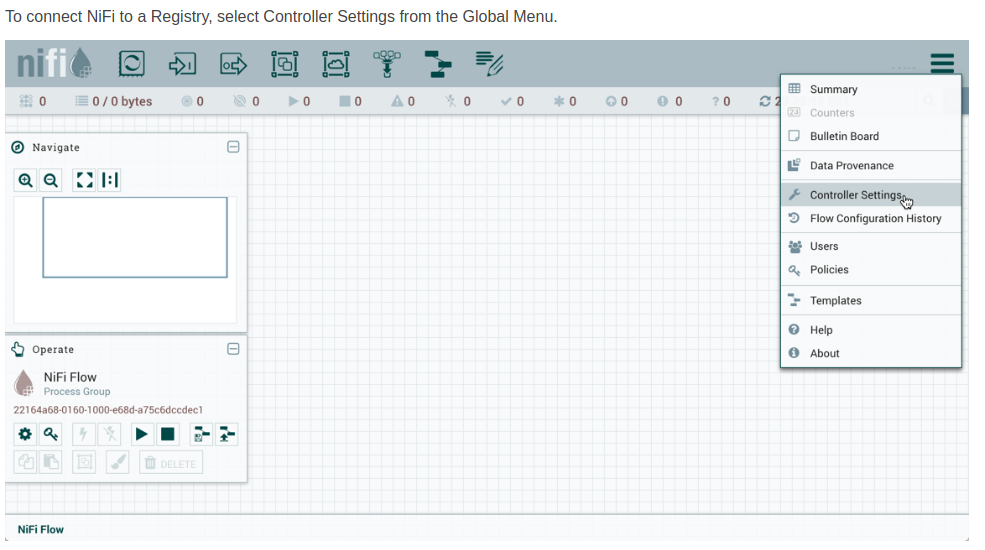 To connect NiFi to a Registry, select Controller Settings from the Global Menu.
nifi
0 0 / 0 bytes 0 0 0 0 0 0 0 0 0 0 0 2
Summary
Counters
Bulletin Board
Data Provenance
Controller Settings
Flow Configuration History
Users
Policies
Templates
Help
About
Navigate
Operate
NiFi Flow
Process Group
22164a68-0160-1000-e68d-a75c6dccdec1
DELETE
NiFi Flow